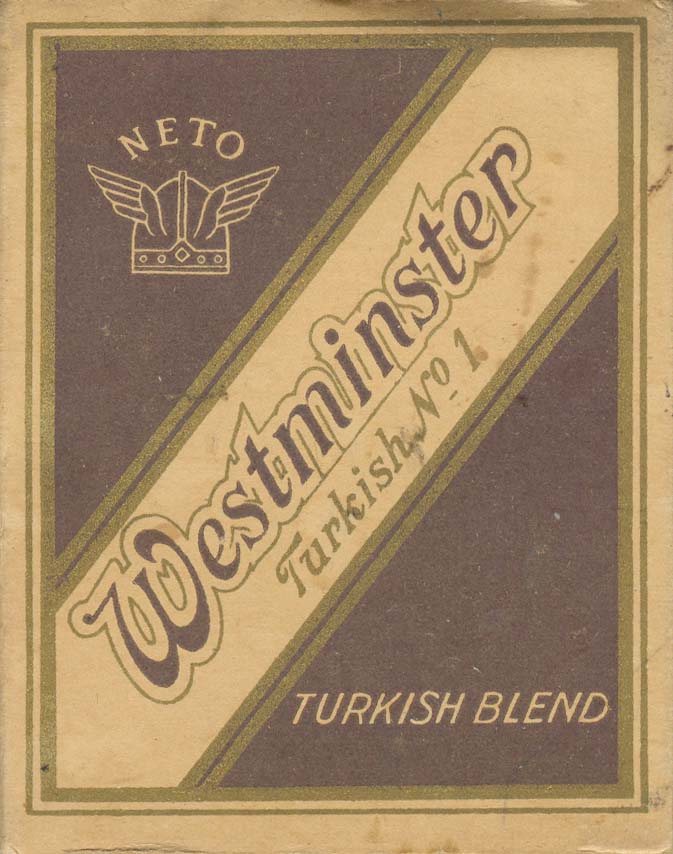 NETO
Westminster
Turkish No 1
TURKISH BLEND